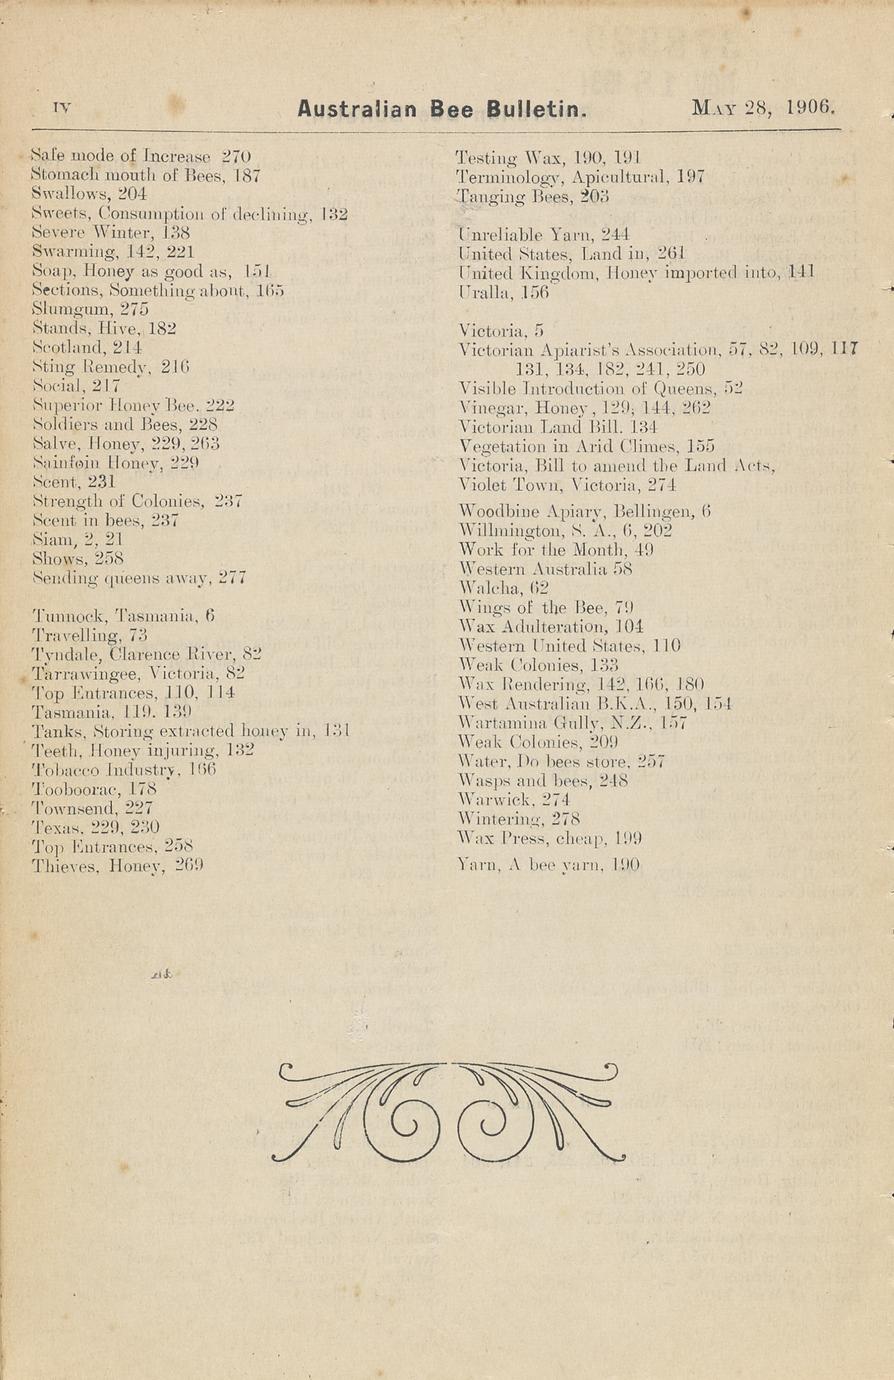 IV
Australian Bee Bulletin.
MAY 28, 1906.
Safe mode of Increase 270
Stomach mouth of Bees, 187
Swallows, 204
Sweets, Consumption of declining, 132
Severe Winter, 138
Swarming, 142, 221
Soap, Honey as good as, 151
Sections, Something about, 165
Slumgum, 275
Stands, Hive, 182
Scotland, 214
Sting Remedy, 216
Social, 217
Superior Honey Bee. 222
Soldiers and Bees, 228
Salve, Honey, 229, 263
Sainfoin Honey, 229
Scent, 231
Strength of Colonies, 237
Scent in bees, 237
Siam, 2, 21
Shows, 258
Sending queens away, 277
Tunnock, Tasmania, 6
Travelling, 73
Tyndale, Clarence River, 82
Tarrawingee, Victoria, 82
Top Entrances, 110, 114
Tasmania, 119. 139
Tanks, Storing extracted honey in, 131
Teeth, Honey injuring, 132
Tobacco Industry, 166
Tooboorac, 178
Townsend, 227
Texas. 229, 230
Top Entrances, 258
Thieves, Honey, 269
Testing Wax, 190, 191
Terminology, Apicultural, 197
Tanging Bees, 203
Unreliable Yarn, 244
United States, Land in, 261
United Kingdom, Honey imported into, 141
Uralla, 156
Victoria, 5
Victorian Apiarist's Association, 57, 82, 109, 117
131, 134, 182, 241, 250
Visible Introduction of Queens, 52
Vinegar, Honey, 129; 144, 262
Victorian Land Bill. 134
Vegetation in Arid Climes, 155
Victoria, Bill to amend the Land Acts,
Violet Town, Victoria, 274
Woodbine Apiary, Bellingen, 6
Willmington, S. A., 6, 202
Work for the Month, 49
Western Australia 58
Walcha, 62
Wings of the Bee, 79
Wax Adulteration, 104
Western United States, 110
Weak Colonies, 133
Wax Rendering, 142, 166, 180
West Australian B.K.A., 150, 154
Wartamina Gully, N.Z., 157
Weak Colonies, 209
Water, Do bees store, 257
Wasps and bees, 248
Warwick, 274
Wintering, 278
Wax Press, cheap, 199
Yarn, A bee yarn, 190